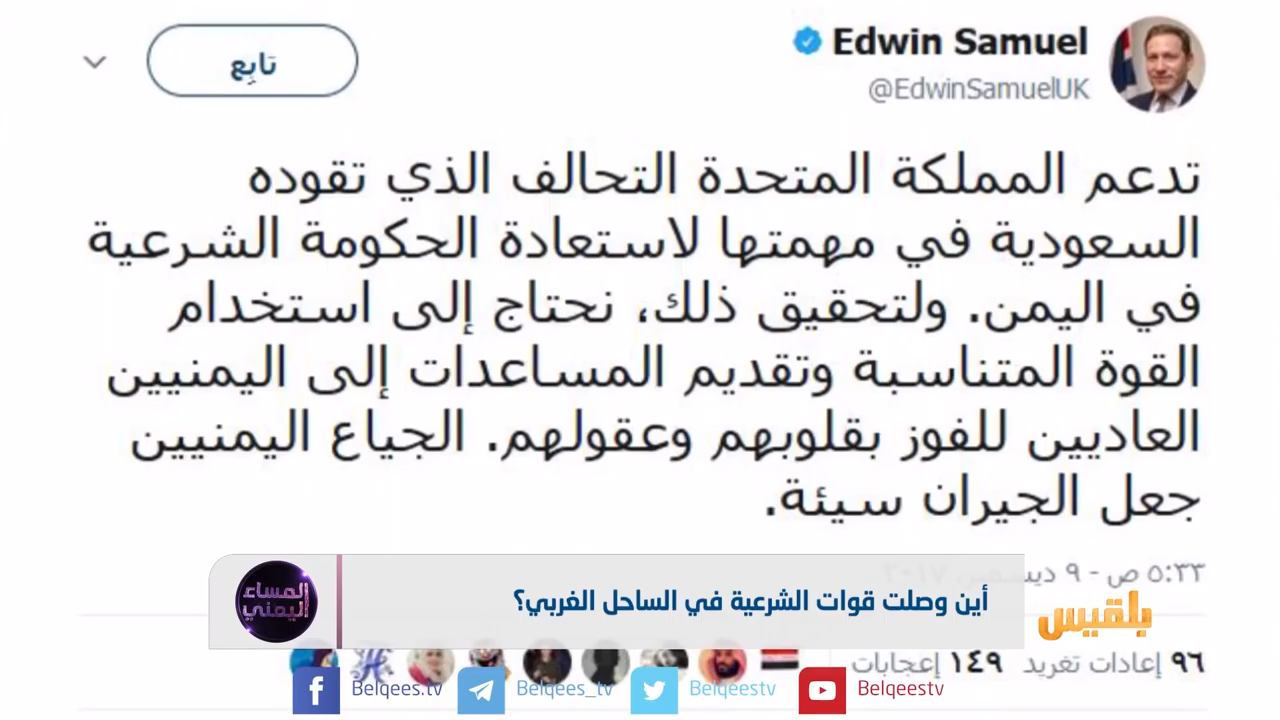 Edwin Samuel
@EdwinSamuelUK
تَابِع
تدعم المملكة المتحدة التحالف الذي تقوده
السعودية في مهمتها لاستعادة الحكومة الشرعية
في اليمن. ولتحقيق ذلك، نحتاج إلى استخدام
القوة المتناسبة وتقديم المساعدات إلى اليمنيين
العاديين للفوز بقلوبهم وعقولهم. الجياع اليمنيين
جعل الجيران سيئة.
٥:٣٣ ص - ٩ ديسمبر ٢٠١٧
أين وصلت قوات الشرعية في الساحل الغربي؟
المساء
اليمني
بلقيس
٩٦ إعادات تغريد ١٤٩ إعجابات
Belqees.tv Belqees_tv Belqeestv Belqeestv